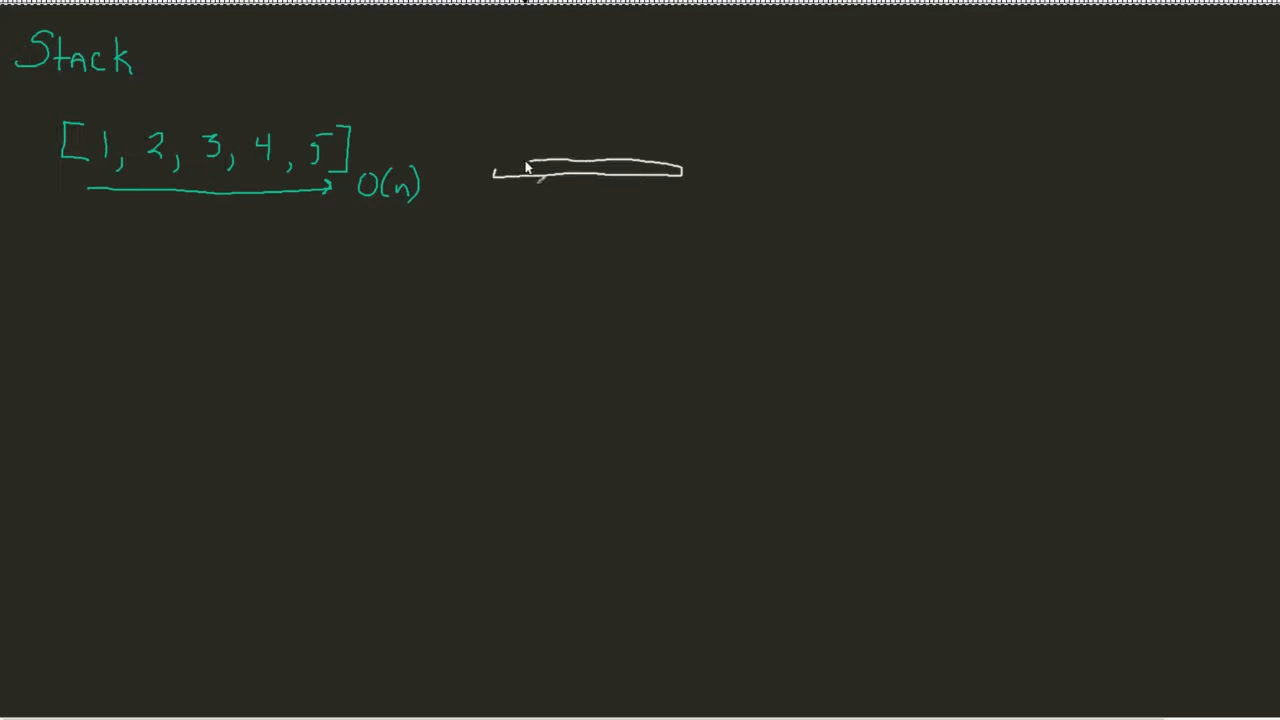 Stack
[1, 2, 3, 4, 5]
O(n)